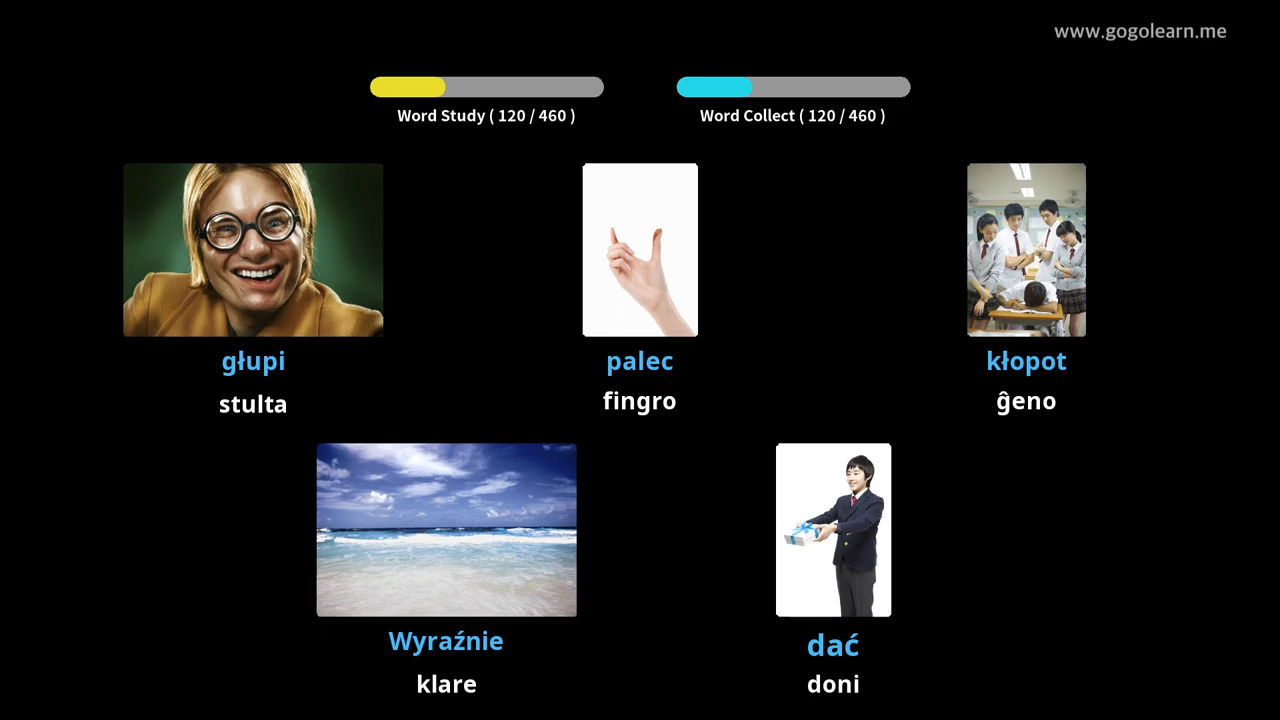 www.gogolearn.me
Word Study ( 120 / 460 )
Word Collect ( 120 / 460 )
głupi
palec
kłopot
stulta
fingro
ĝeno
Wyraźnie
dać
klare
doni